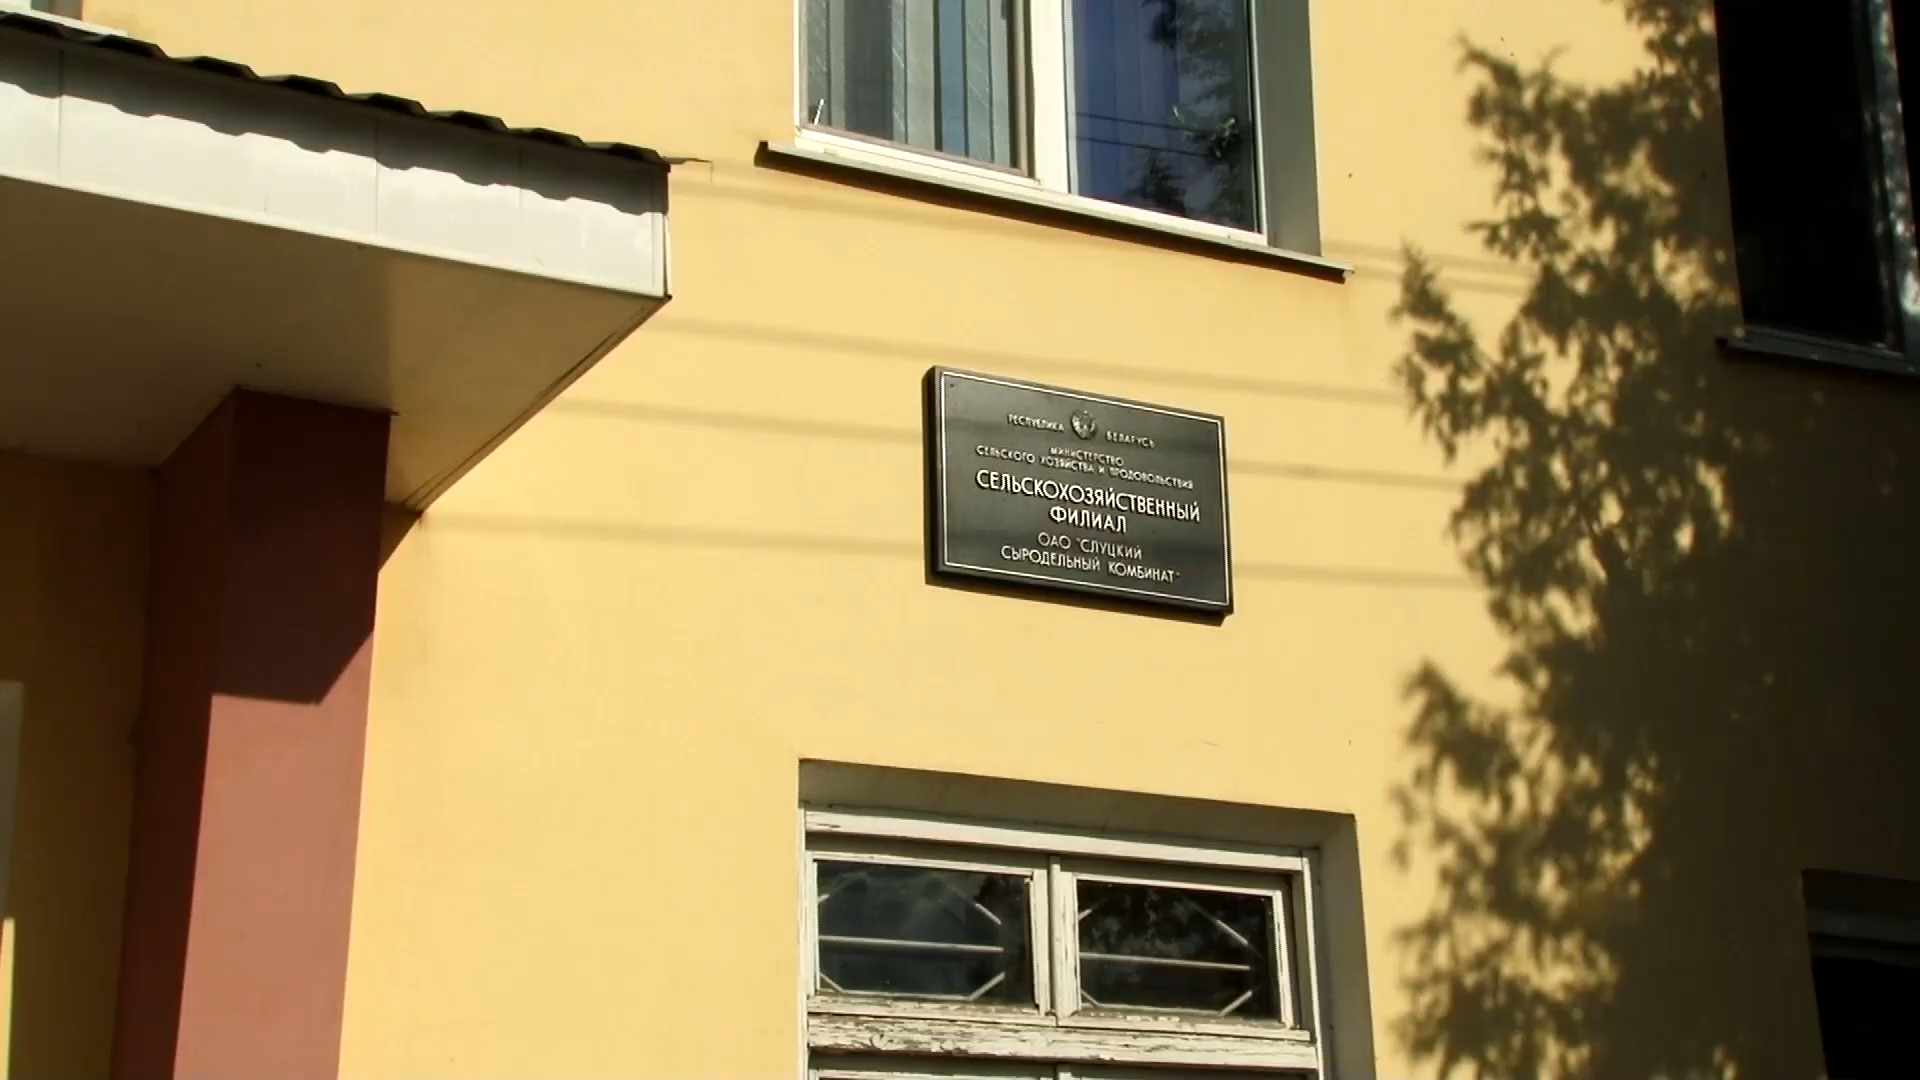 РЕСПУБЛИКА БЕЛАРУСЬ
МИНИСТЕРСТВО
СЕЛЬСКОГО ХОЗЯЙСТВА И ПРОДОВОЛЬСТВИЯ
СЕЛЬСКОХОЗЯЙСТВЕННЫЙ
ФИЛИАЛ
ОАО "СЛУЦКИЙ
СЫРОДЕЛЬНЫЙ КОМБИНАТ"